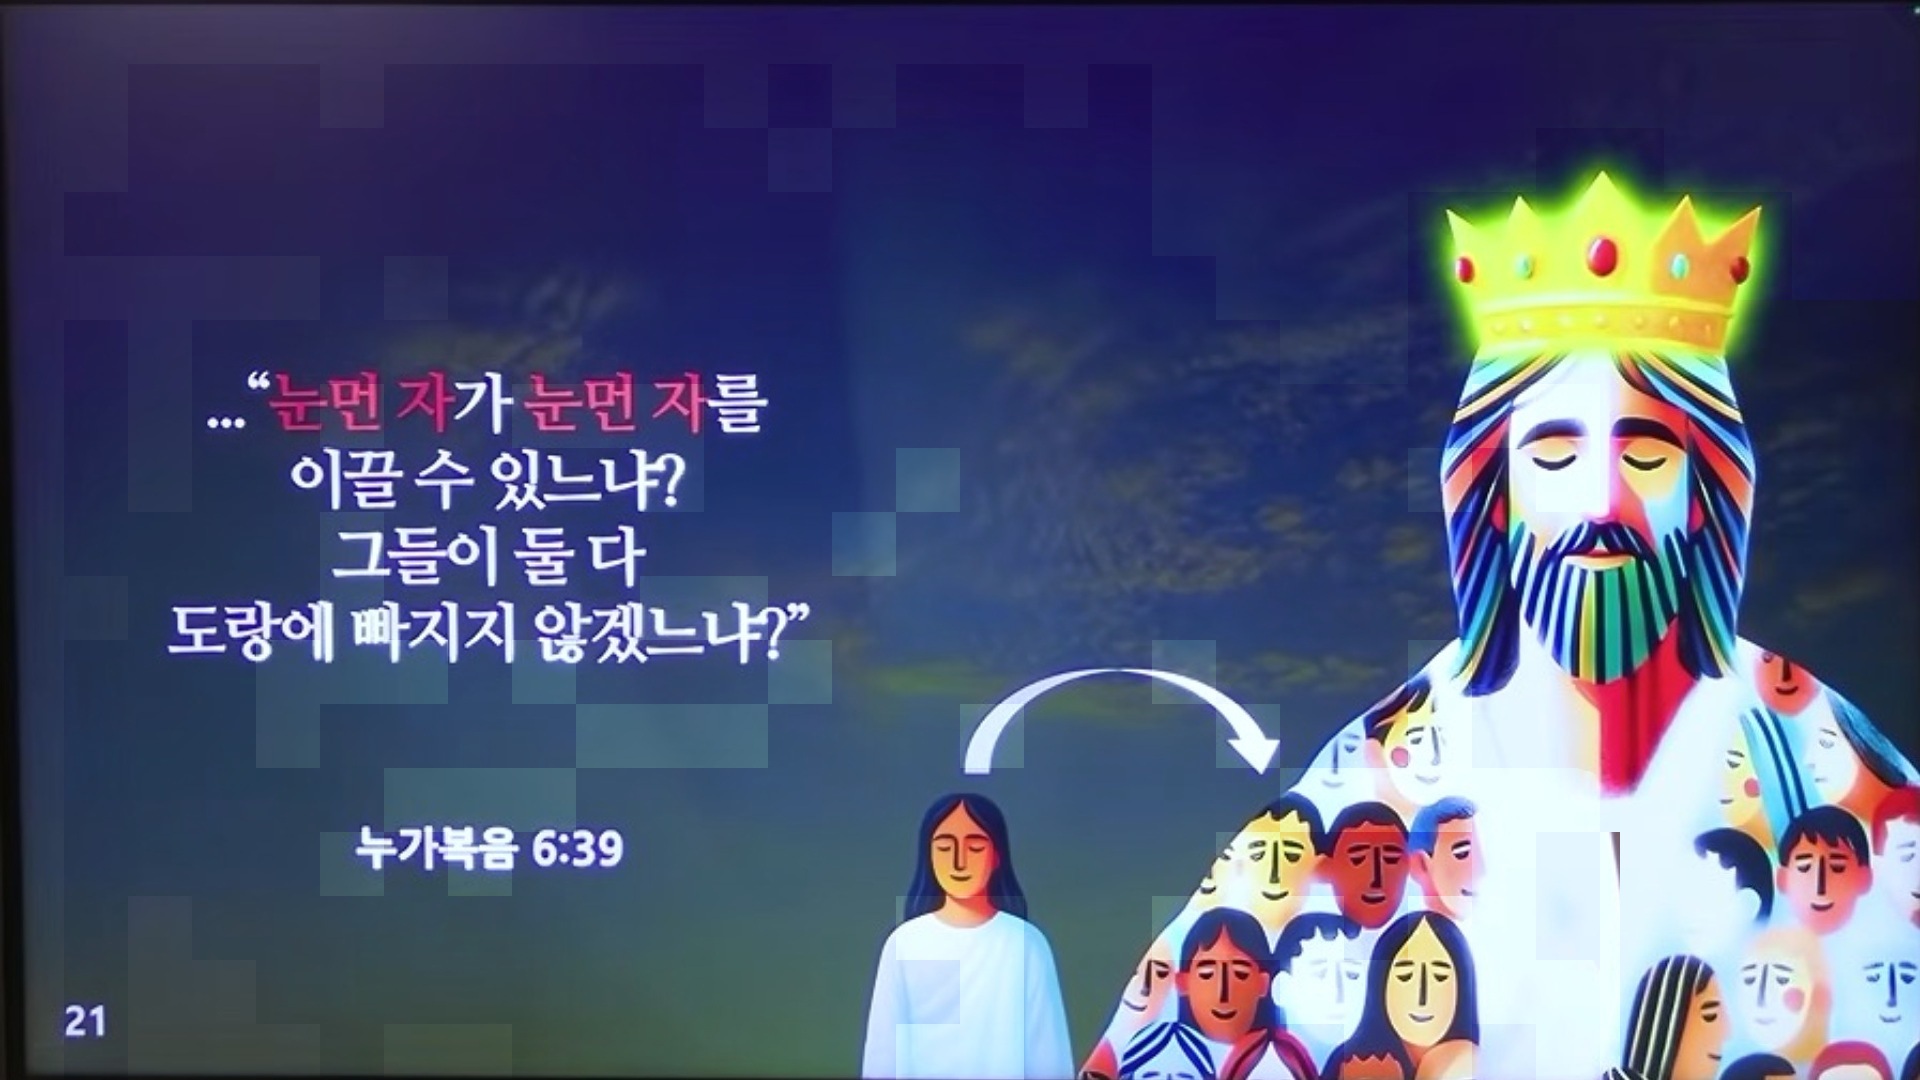 ..."눈먼 자가 눈먼 자를
이끌 수 있느냐?
그들이 둘 다
도랑에 빠지지 않겠느냐?"
누가복음 6:39
21